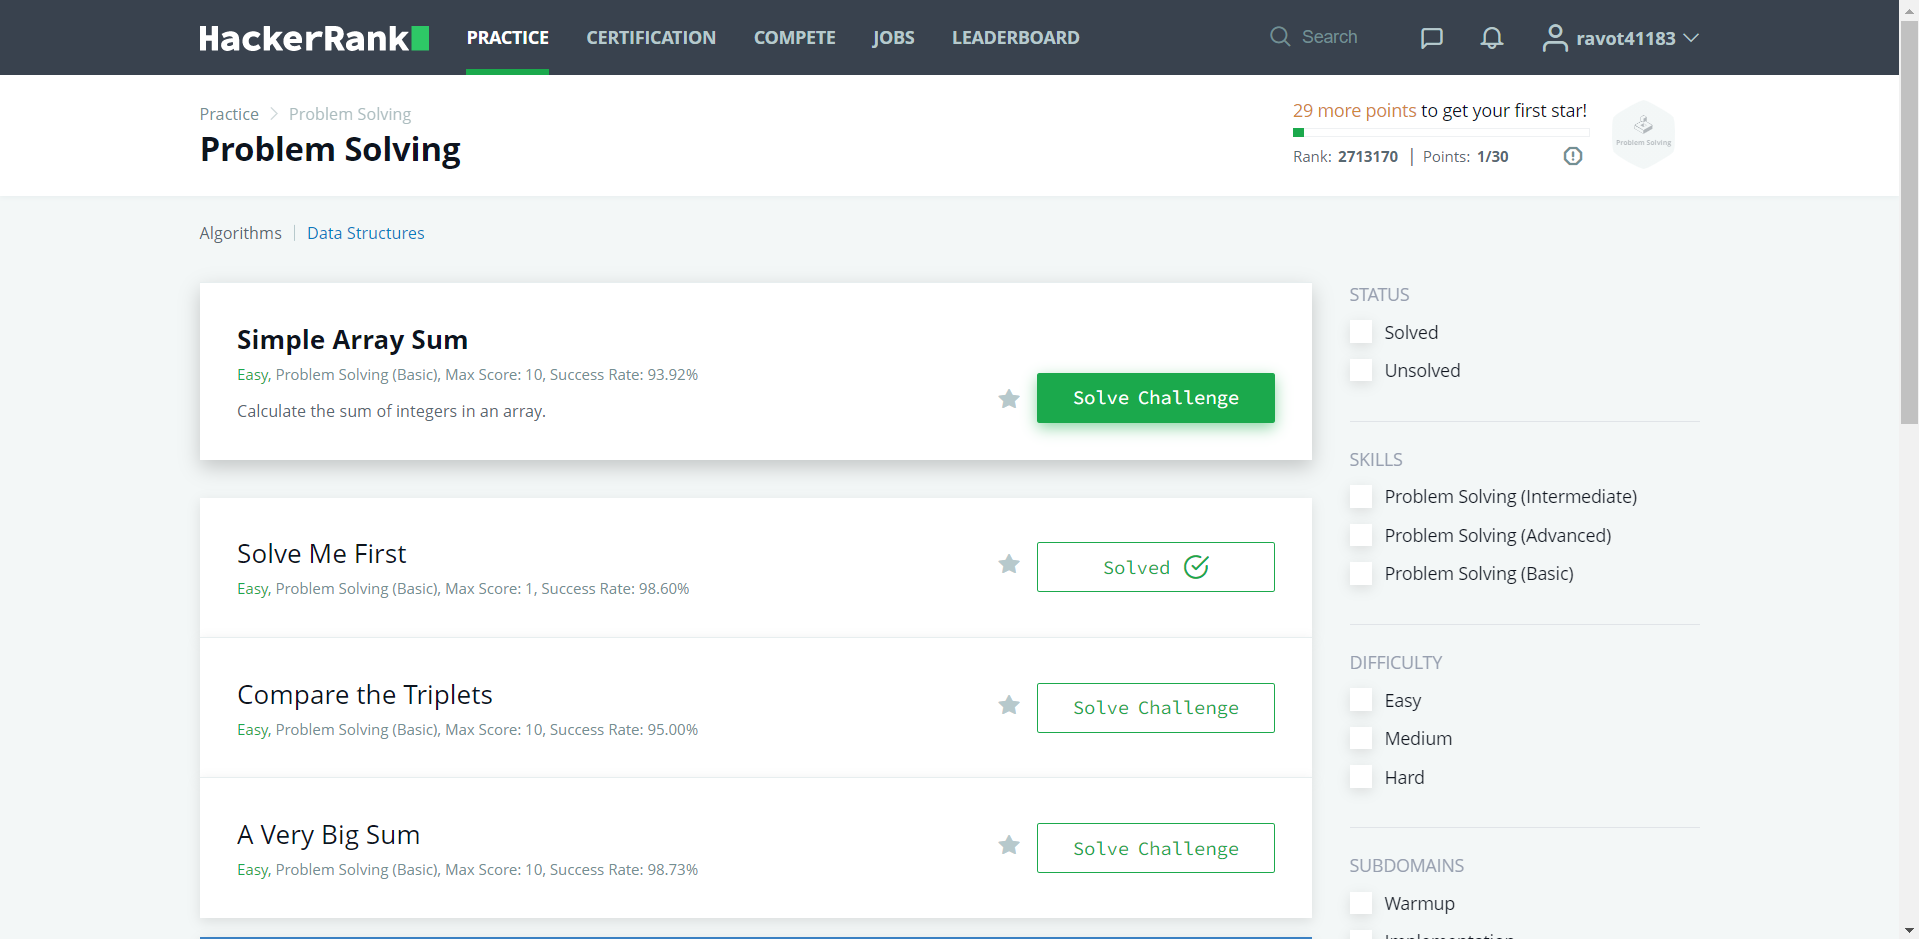 HackerRank PRACTICE CERTIFICATION COMPETE JOBS LEADERBOARD Search ravot41183
Practice Problem Solving
Problem Solving
29 more points to get your first star!
Rank: 2713170 | Points: 1/30
Problem Solving
Algorithms | Data Structures
Simple Array Sum
Easy, Problem Solving (Basic), Max Score: 10, Success Rate: 93.92%
Calculate the sum of integers in an array.
Solve Challenge
Solve Me First
Easy, Problem Solving (Basic), Max Score: 1, Success Rate: 98.60%
Solved
Compare the Triplets
Easy, Problem Solving (Basic), Max Score: 10, Success Rate: 95.00%
Solve Challenge
A Very Big Sum
Easy, Problem Solving (Basic), Max Score: 10, Success Rate: 98.73%
Solve Challenge
STATUS
Solved
Unsolved
SKILLS
Problem Solving (Intermediate)
Problem Solving (Advanced)
Problem Solving (Basic)
DIFFICULTY
Easy
Medium
Hard
SUBDOMAINS
Warmup